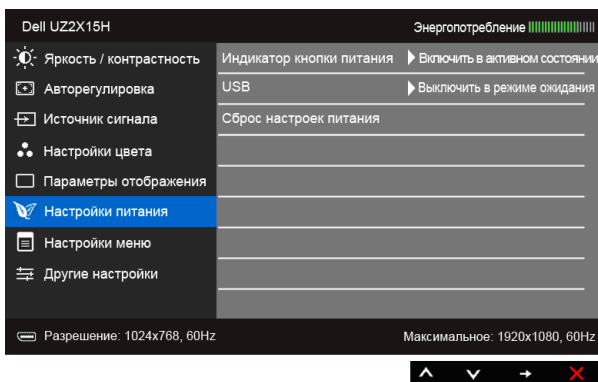 Dell UZ2X15H Энергопотребление
Яркость / контрастность Индикатор кнопки питания Включить в активном состоянии
Авторегулировка USB Выключить в режиме ожидания
Источник сигнала Сброс настроек питания
Настройки цвета
Параметры отображения
Настройки питания
Настройки меню
Другие настройки
Разрешение: 1024x768, 60Hz Максимальное: 1920x1080, 60Hz